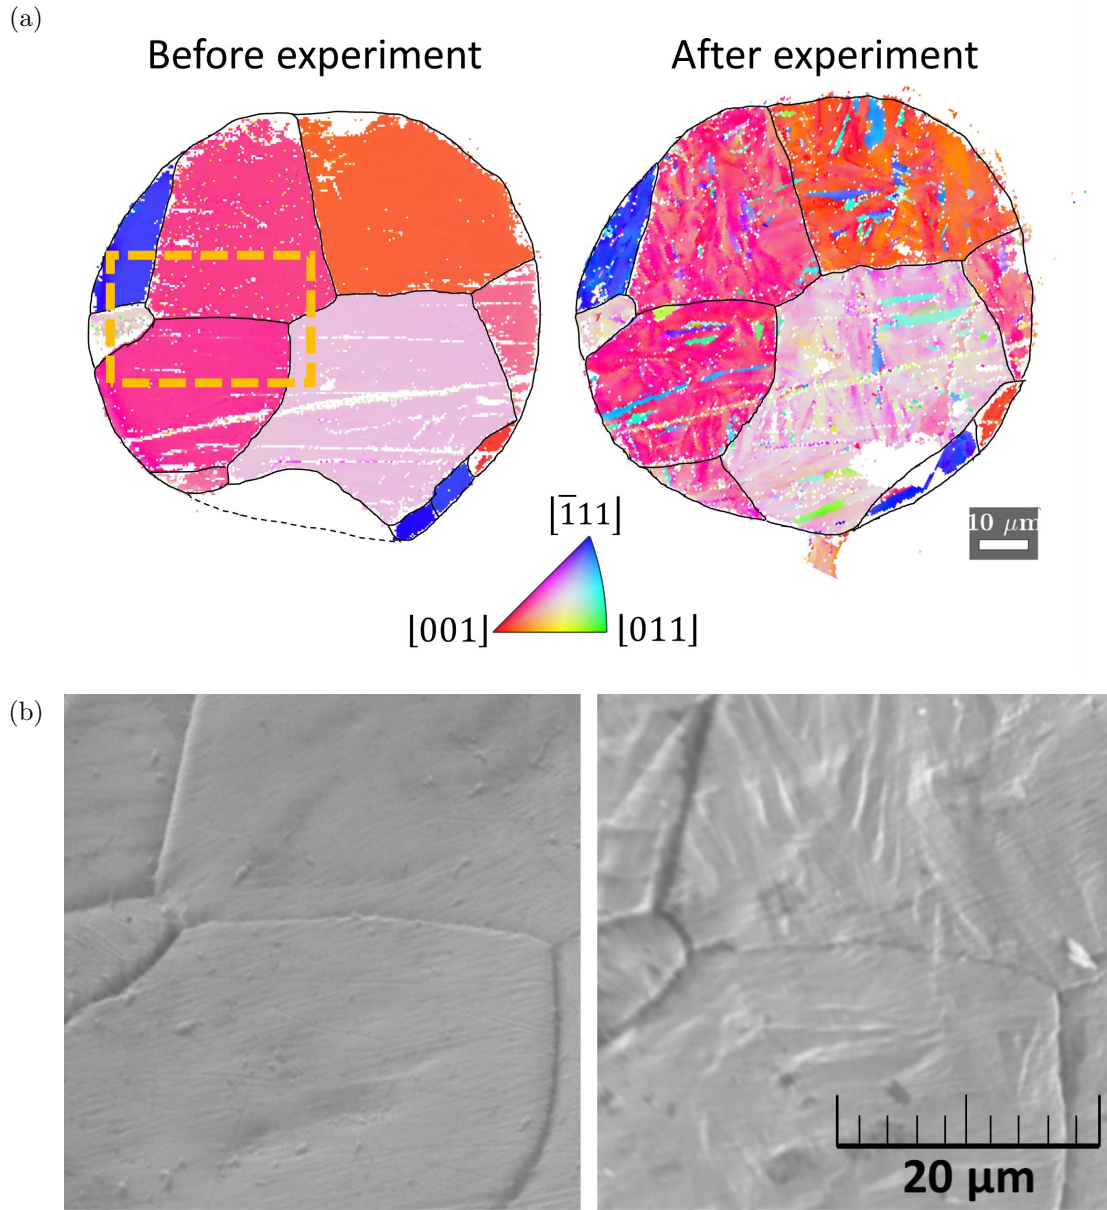 (a)
Before experiment
After experiment
[1̅11]
10 μm
[001]
[011]
(b)
20 μm